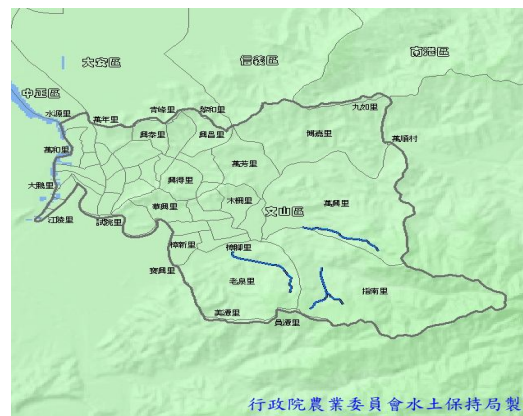 南港區
信義區
大安區
中正區
水源里
萬年里
青峰里
黎和里
九如里
萬和里
興泰里
興昌里
博嘉里
萬順村
萬芳里
大鵬里
興得里
萬興里
華興里
木柵里
文山區
江陵里
試院里
樟新里
樟腳里
寶興里
老泉里
指南里
美潭里
員潭里
行政院農業委員會水土保持局製